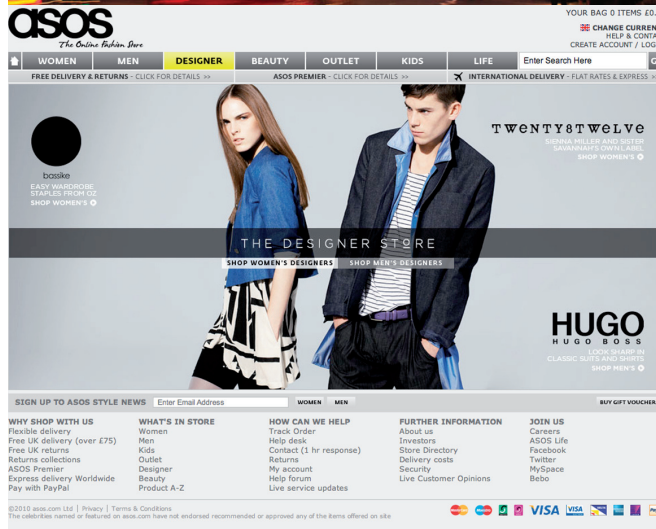 asos
The Online Fashion Store
YOUR BAG 0 ITEMS £0.
CHANGE CURREN
HELP & CONTA
CREATE ACCOUNT / LOG
WOMEN MEN DESIGNER BEAUTY OUTLET KIDS LIFE Enter Search Here G
FREE DELIVERY & RETURNS - CLICK FOR DETAILS >> ASOS PREMIER - CLICK FOR DETAILS >> INTERNATIONAL DELIVERY - FLAT RATES & EXPRESS >
bassike
EASY WARDROBE
STAPLES FROM OZ
SHOP WOMEN'S
TWeNTY8TWeLVe
SIENNA MILLER AND SISTER
SAVANNAH'S OWN LABEL
SHOP WOMEN'S
THE DESIGNER STORE
SHOP WOMEN'S DESIGNERS SHOP MEN'S DESIGNERS
HUGO
HUGO BOSS
LOOK SHARP IN
CLASSIC SUITS AND SHIRTS
SHOP MEN'S
SIGN UP TO ASOS STYLE NEWS Enter Email Address WOMEN MEN BUY GIFT VOUCHER
WHY SHOP WITH US
Flexible delivery
Free UK delivery (over £75)
Free UK returns
Returns collections
ASOS Premier
Express delivery Worldwide
Pay with PayPal
WHAT'S IN STORE
Women
Men
Kids
Outlet
Designer
Beauty
Product A-Z
HOW CAN WE HELP
Track Order
Help desk
Contact (1 hr response)
Returns
My account
Help forum
Live service updates
FURTHER INFORMATION
About us
Investors
Store Directory
Delivery costs
Security
Live Customer Opinions
JOIN US
Careers
ASOS Life
Facebook
Twitter
MySpace
Bebo
©2010 asos.com Ltd | Privacy | Terms & Conditions
The celebrities named or featured on asos.com have not endorsed recommended or approved any of the items offered on site
VISA VISA